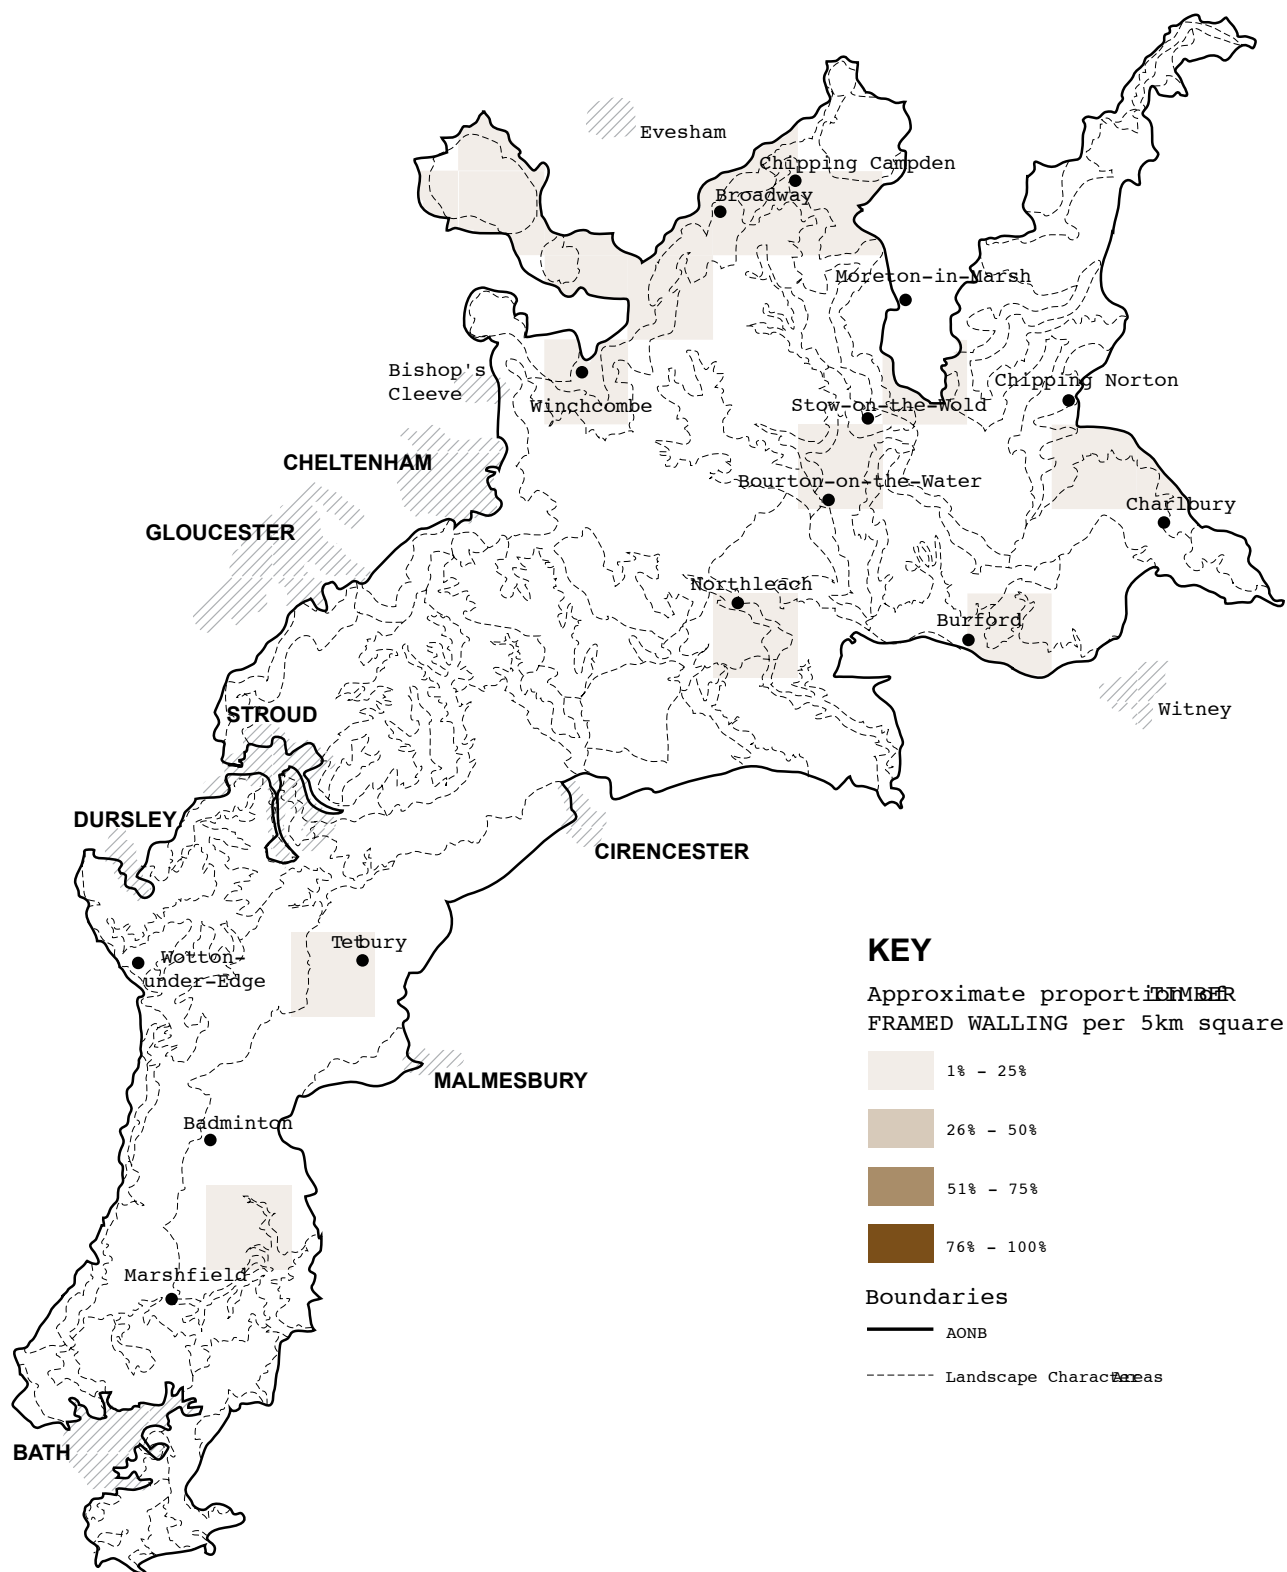 Evesham
Chipping Campden
Broadway
Moreton-in-Marsh
Bishop's
Cleeve
Winchcombe
Chipping Norton
Stow-on-the-Wold
CHELTENHAM
Bourton-on-the-Water
Charlbury
GLOUCESTER
Northleach
Burford
Witney
STROUD
DURSLEY
CIRENCESTER
Tetbury
Wotton-
under-Edge
MALMESBURY
Badminton
Marshfield
BATH
KEY
Approximate proportion of TIMBER
FRAMED WALLING per 5km square
1% - 25%
26% - 50%
51% - 75%
76% - 100%
Boundaries
AONB
Landscape Character Areas